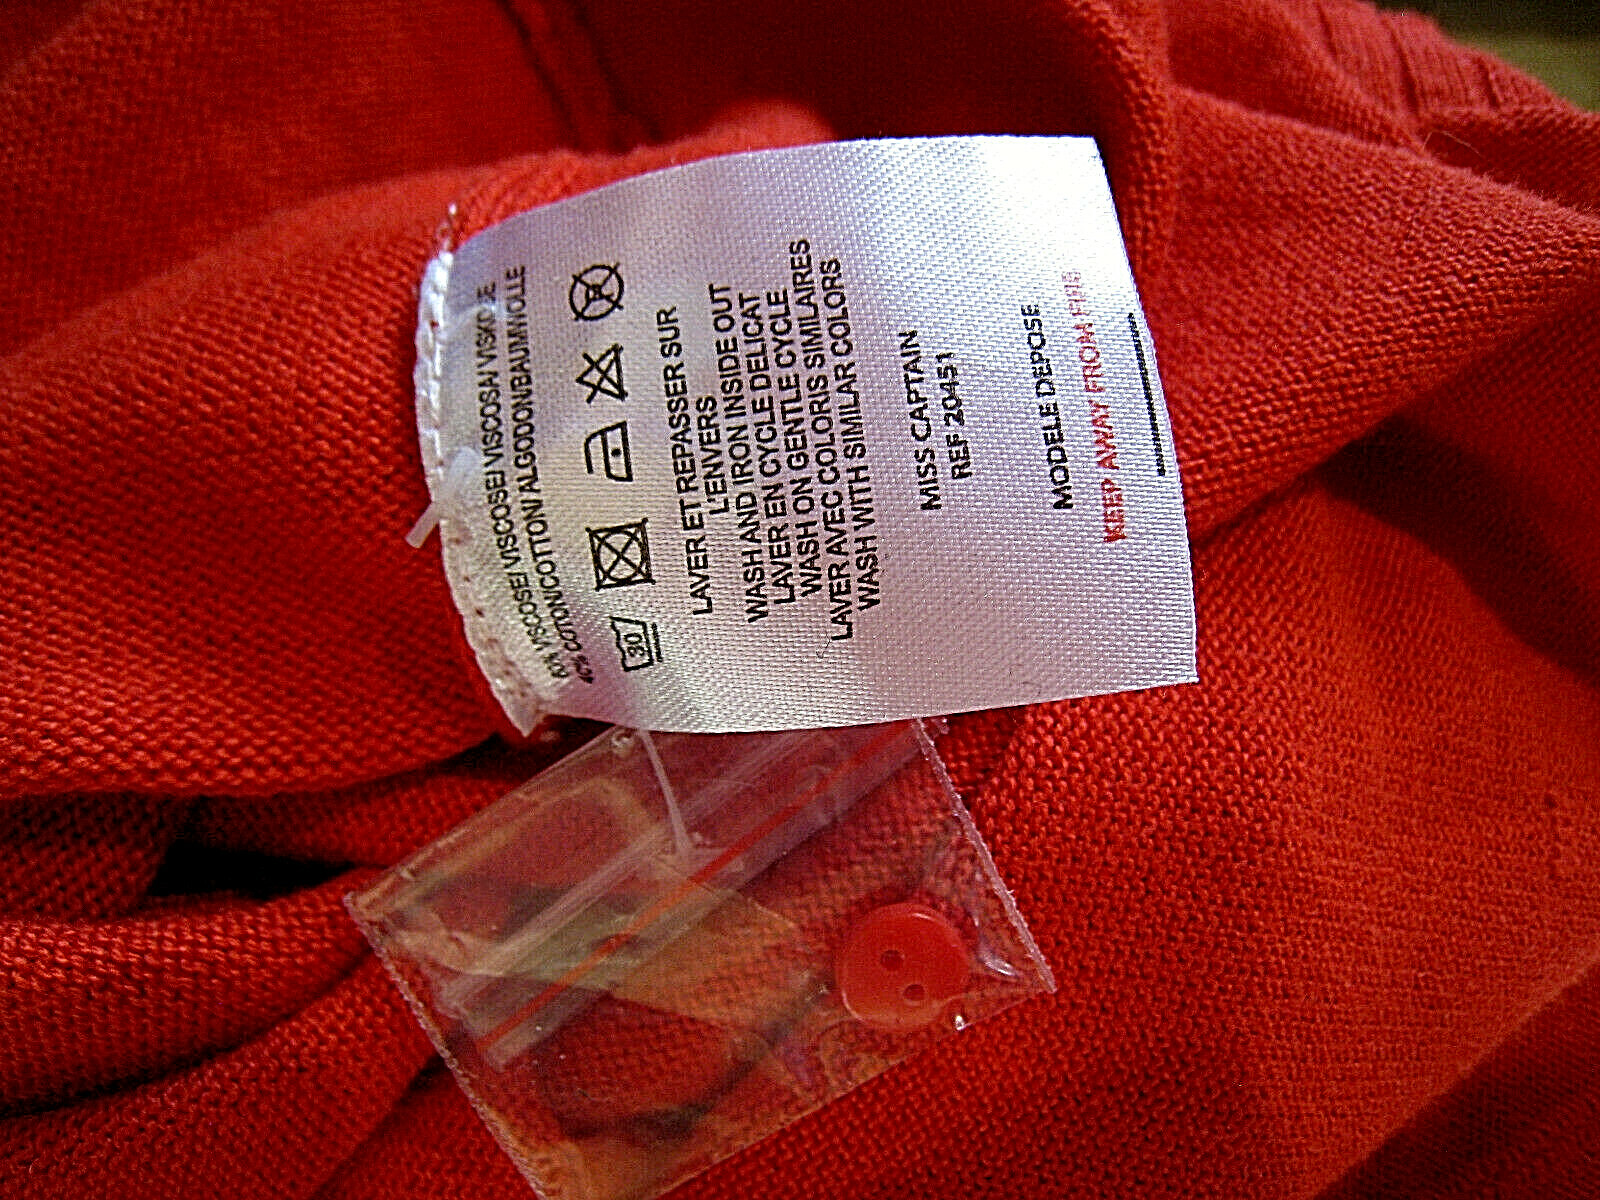 60% VISCOSE/ VISCOSE/ VISCOSA/ VISKOSE
40% COTON/COTTON/ ALGODON/BAUMWOLLE
30
P
LAVER ET REPASSER SUR
L'ENVERS
WASH AND IRON INSIDE OUT
LAVER EN CYCLE DELICAT
WASH ON GENTLE CYCLE
LAVER AVEC COLORIS SIMILAIRES
WASH WITH SIMILAR COLORS
MISS CAPTAIN
REF 20451
MODELE DEPOSE
KEEP AWAY FROM FIRE